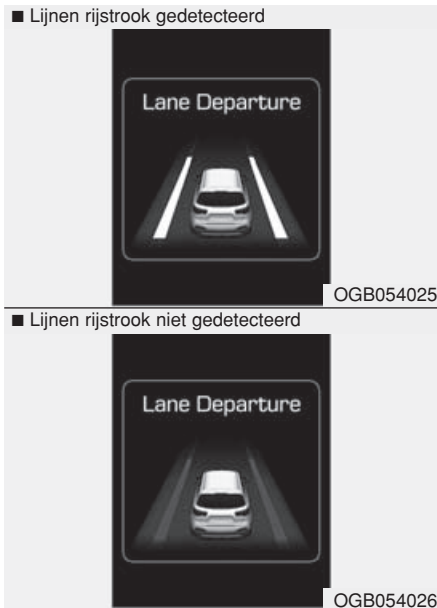 ■ Lijnen rijstrook gedetecteerd
Lane Departure
OGB054025
■ Lijnen rijstrook niet gedetecteerd
Lane Departure
OGB054026